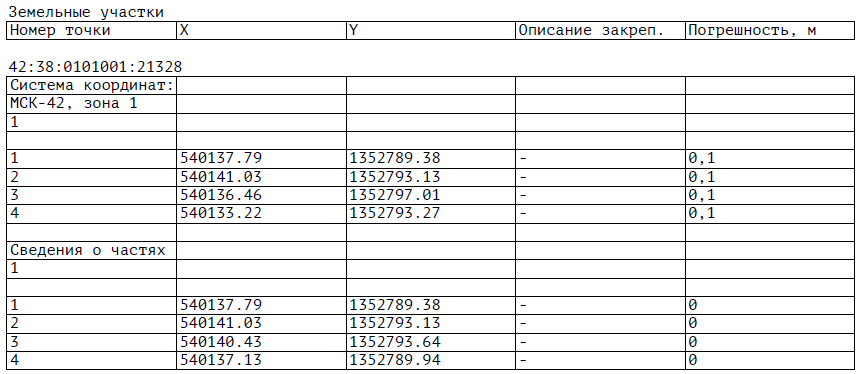 Земельные участки
Номер точки X Y Описание закреп. Погрешность, м
42:38:0101001:21328
Система координат:
МСК-42, зона 1
1
1 540137.79 1352789.38 - 0,1
2 540141.03 1352793.13 - 0,1
3 540136.46 1352797.01 - 0,1
4 540133.22 1352793.27 - 0,1
Сведения о частях
1
1 540137.79 1352789.38 - 0
2 540141.03 1352793.13 - 0
3 540140.43 1352793.64 - 0
4 540137.13 1352789.94 - 0